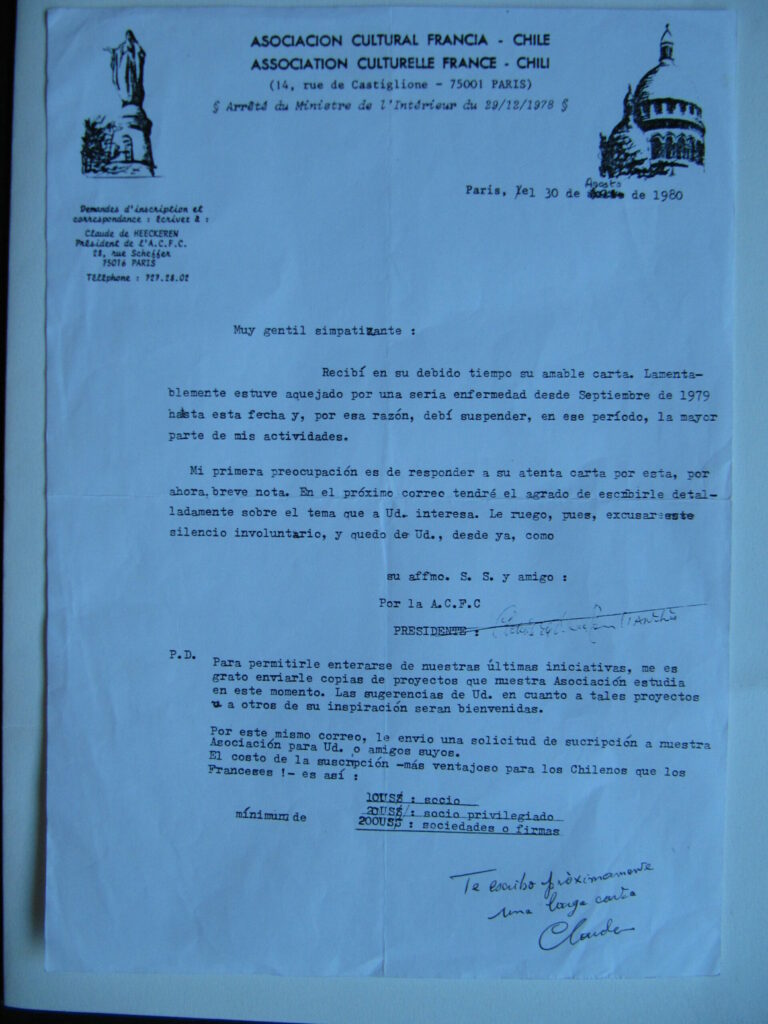 ASOCIACION CULTURAL FRANCIA - CHILE
ASSOCIATION CULTURELLE FRANCE - CHILI
(14, rue de Castiglione - 75001 PARIS)
§ Arrêté du Ministre de l'Intérieur du 29/12/1978 §
Paris, el 30 de Agosto de 1980
Demandes d'inscription et
correspondance : écrivez à :
Claude de HEECKEREN
Président de l'A.C.F.C.
28, rue Scheffer
75016 PARIS
Téléphone : 727.28.02
Muy gentil simpatizante :
Recibí en su debido tiempo su amable carta. Lamenta-
blemente estuve aquejado por una seria enfermedad desde Septiembre de 1979
hasta esta fecha y, por esa razón, debí suspender, en ese período, la mayor
parte de mis actividades.
Mi primera preocupación es de responder a su atenta carta por esta, por
ahora, breve nota. En el próximo correo tendré el agrado de escribirle detal-
ladamente sobre el tema que a Ud. interesa. Le ruego, pues, excusar este
silencio involuntario, y quedo de Ud., desde ya, como
su affmo. S. S. y amigo :
Por la A.C.F.C
PRESIDENTE :
P.D.
Para permitirle enterarse de nuestras últimas iniciativas, me es
grato enviarle copias de proyectos que nuestra Asociación estudia
en este momento. Las sugerencias de Ud. en cuanto a tales proyectos
u a otros de su inspiración seran bienvenidas.
Por este mismo correo, le envio una solicitud de sucripción a nuestra
Asociación para Ud. o amigos suyos.
El costo de la suscripción -más ventajoso para los Chilenos que los
Franceses !- es así :
10US$ : socio
mínimum de 20US$ : socio privilegiado
200US$ : sociedades o firmas
Te escribo próximamente
una larga carta
Claude